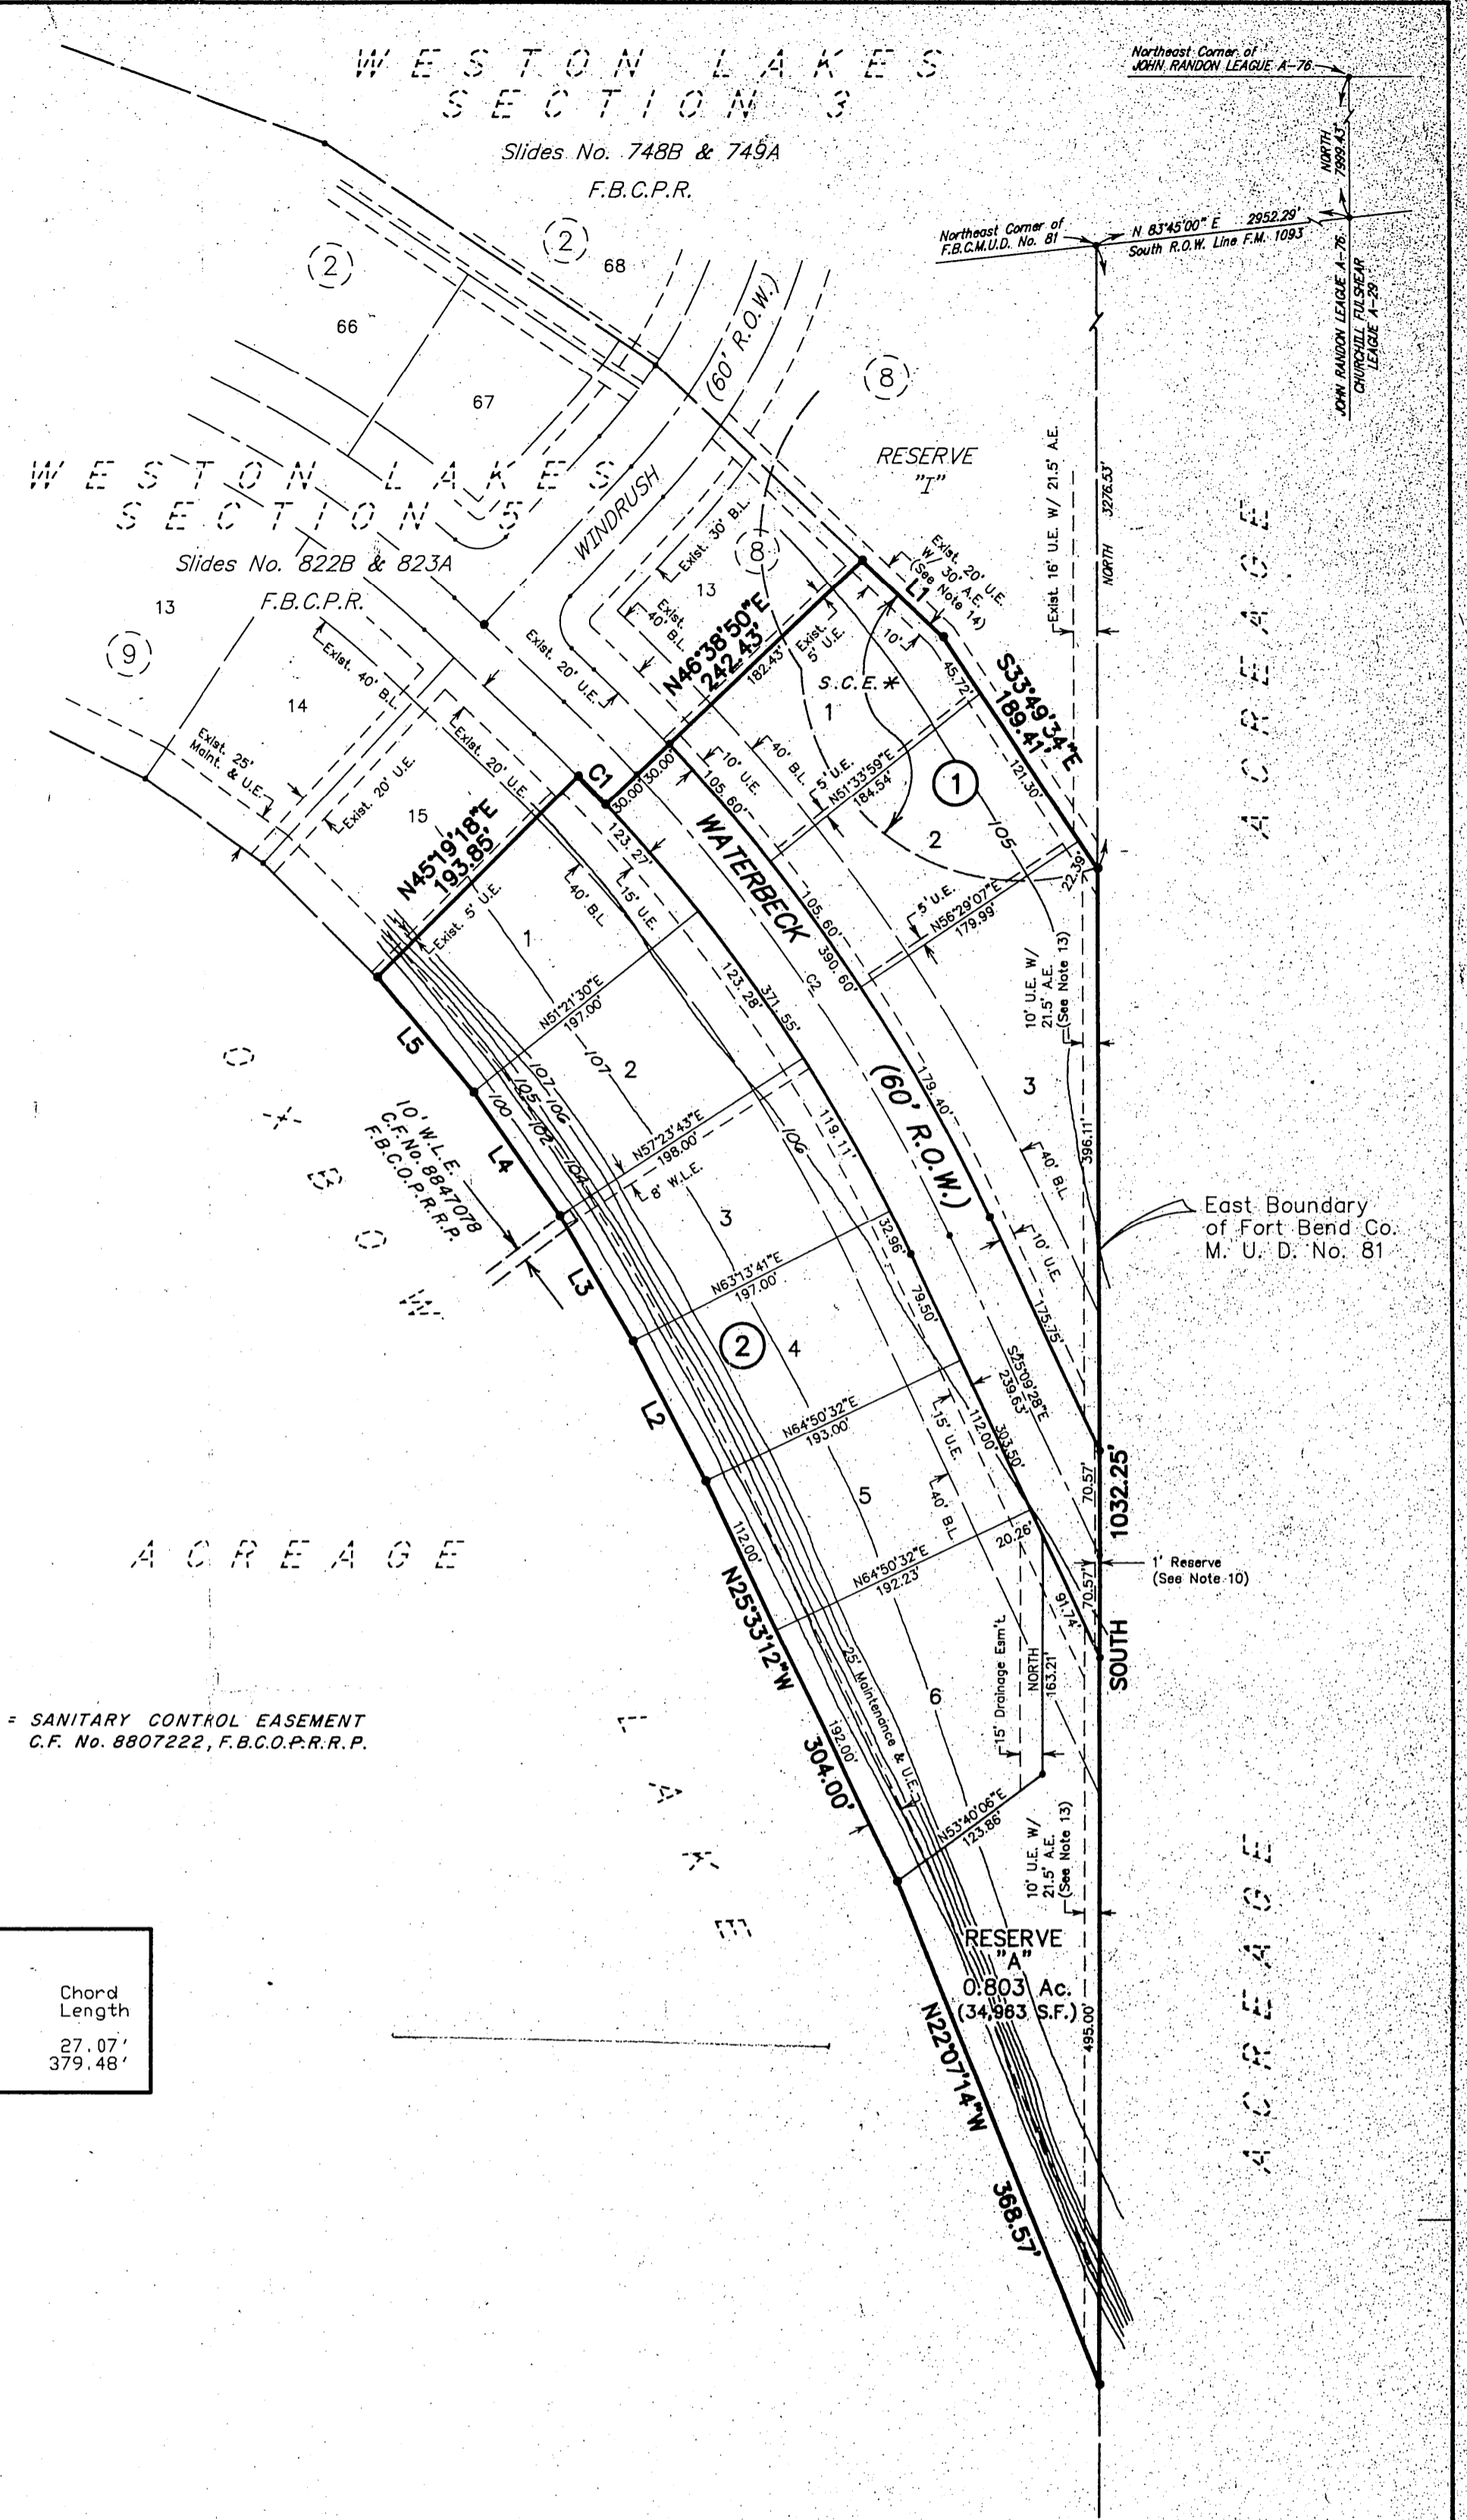 WESTON LAKES
SECTION 3
Slides No. 748B & 749A
F.B.C.P.R.
Northeast Corner of
JOHN RANDON LEAGUE A-76
NORTH
7999.43'
Northeast Corner of
F.B.C.M.U.D. No. 81
N 83°45'00" E 2952.29'
South R.O.W. Line F.M. 1093
JOHN RANDON LEAGUE A-76
CHURCHILL FULSHEAR
LEAGUE A-29
2
2
68
66
67
(60' R.O.W.)
8
RESERVE
"I"
Exist. 16' U.E. W/ 21.5' A.E.
NORTH 3276.53'
ACREAGE
WESTON LAKES
SECTION 5
Slides No. 822B & 823A
F.B.C.P.R.
WINDRUSH
Exist. 30' B.L.
8
13
Exist.
40' B.L.
Exist. 20' U.E.
W/ 30' A.E.
(See Note 14)
L1
13
9
14
Exist. 40' B.L.
Exist. 20' U.E.
N46°38'50"E
242.43'
182.43'
Exist.
5' U.E.
10'
S.C.E.*
1
45.72'
S33°49'34"E
189.41'
121.30'
22.39'
Exist. 25'
Maint. & U.E.
Exist. 20' U.E.
Exist. 20' U.E.
15
C1
30.00'
30.00'
10' U.E.
40' B.L.
5' U.E.
N51°33'59"E
184.54'
1
2
105
N45°19'18"E
193.85'
Exist. 5' U.E.
123.27'
105.60'
WATERBECK
105.60'
390.60'
C2
5' U.E.
N56°29'07"E
179.99'
40' B.L.
15' U.E.
1
N51°21'30"E
197.00'
123.28'
371.55'
10' U.E. W/
21.5' A.E.
(See Note 13)
L5
107
2
107
106
105
102
104
100
(60' R.O.W.)
179.40'
3
396.11'
40' B.L.
10' W.L.E.
C.F. No. 8847078
F.B.C.O.P.R.R.P.
L4
N57°23'43"E
198.00'
8' W.L.E.
106
119.11'
3
East Boundary
of Fort Bend Co.
M. U. D. No. 81
L3
N63°13'41"E
197.00'
32.96'
79.50'
10' U.E.
175.75'
2
4
L2
N64°50'32"E
193.00'
S25°09'28"E
239.63'
15' U.E.
112.00'
303.50'
70.57'
1032.25'
5
40' B.L.
OXBOW LAKE
ACREAGE
112.00'
N64°50'32"E
192.23'
20.26'
1' Reserve
(See Note 10)
70.57'
91.74'
SOUTH
N25°33'12"W
304.00'
192.00'
25' Maintenance & U.E.
6
15' Drainage Esm't.
NORTH
163.21'
= SANITARY CONTROL EASEMENT
C.F. No. 8807222, F.B.C.O.P.R.R.P.
N53°40'06"E
123.86'
10' U.E. W/
21.5' A.E.
(See Note 13)
ACREAGE
RESERVE
"A"
0.803 Ac.
(34,963 S.F.)
495.00'
N22°07'14"W
368.57'
Chord
Length
27.07'
379.48'